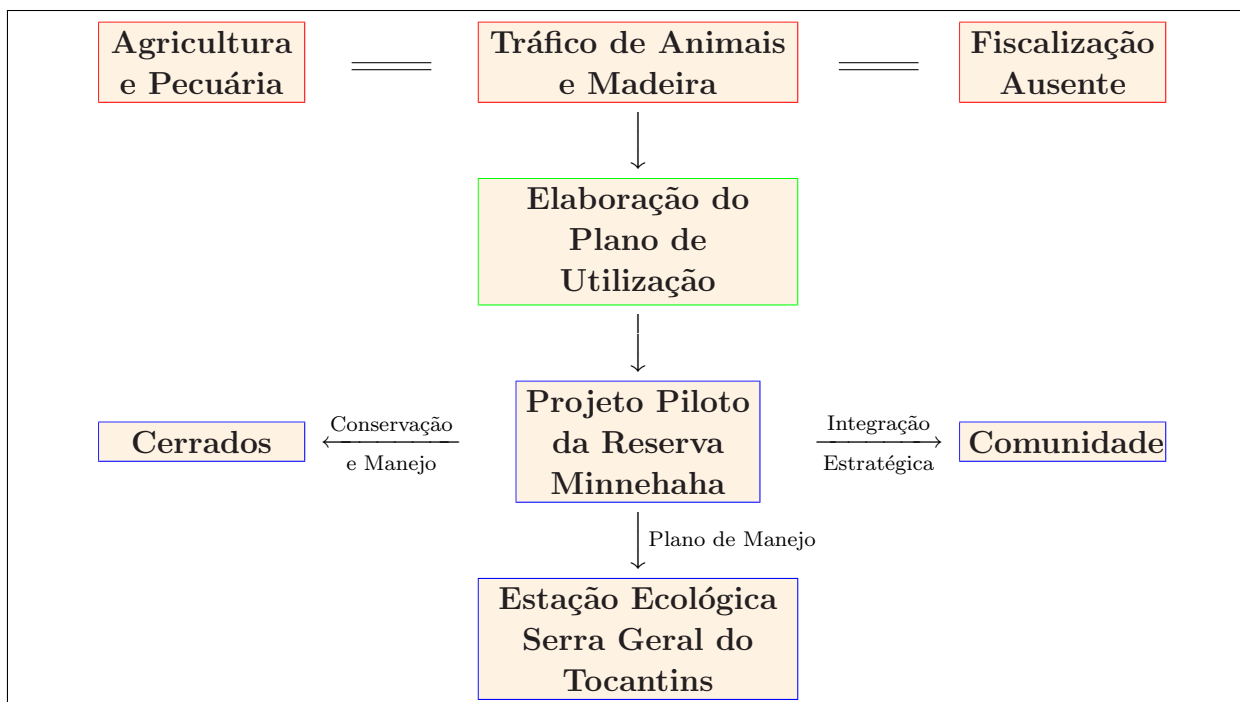 Agricultura
e Pecuária
Tráfico de Animais
e Madeira
Fiscalização
Ausente
Elaboração do
Plano de
Utilização
Projeto Piloto
da Reserva
Minnehaha
Conservação
e Manejo
Cerrados
Integração
Estratégica
Comunidade
Plano de Manejo
Estação Ecológica
Serra Geral do
Tocantins